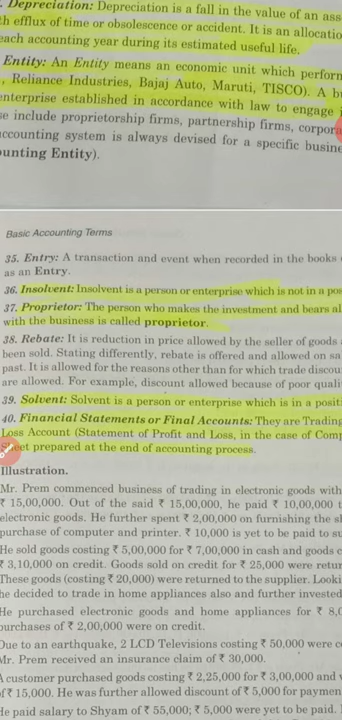 . Depreciation: Depreciation is a fall in the value of an ass
th efflux of time or obsolescence or accident. It is an allocatio
each accounting year during its estimated useful life.
Entity: An Entity means an economic unit which perform
, Reliance Industries, Bajaj Auto, Maruti, TISCO). A bu
enterprise established in accordance with law to engage i
se include proprietorship firms, partnership firms, corpora
accounting system is always devised for a specific busine
ounting Entity).
Basic Accounting Terms
35. Entry: A transaction and event when recorded in the books
as an Entry.
36. Insolvent: Insolvent is a person or enterprise which is not in a pos
37. Proprietor: The person who makes the investment and bears al
with the business is called proprietor.
38. Rebate: It is reduction in price allowed by the seller of goods
been sold. Stating differently, rebate is offered and allowed on sa
past. It is allowed for the reasons other than for which trade discou
are allowed. For example, discount allowed because of poor quali
39. Solvent: Solvent is a person or enterprise which is in a positi
40. Financial Statements or Final Accounts: They are Trading
Loss Account (Statement of Profit and Loss, in the case of Comp
Sheet prepared at the end of accounting process.
Illustration.
Mr. Prem commenced business of trading in electronic goods with
₹ 15,00,000. Out of the said ₹ 15,00,000, he paid ₹ 10,00,000 t
electronic goods. He further spent ₹ 2,00,000 on furnishing the sh
purchase of computer and printer. ₹ 10,000 is yet to be paid to su
He sold goods costing ₹ 5,00,000 for ₹ 7,00,000 in cash and goods c
₹ 3,10,000 on credit. Goods sold on credit for ₹ 25,000 were retur
These goods (costing ₹ 20,000) were returned to the supplier. Looki
he decided to trade in home appliances also and further invested
He purchased electronic goods and home appliances for ₹ 8,0
purchases of ₹ 2,00,000 were on credit.
Due to an earthquake, 2 LCD Televisions costing ₹ 50,000 were co
Mr. Prem received an insurance claim of ₹ 30,000.
A customer purchased goods costing ₹ 2,25,000 for ₹ 3,00,000 and w
of ₹ 15,000. He was further allowed discount of ₹ 5,000 for paymen
He paid salary to Shyam of ₹ 55,000; ₹ 5,000 were yet to be paid.